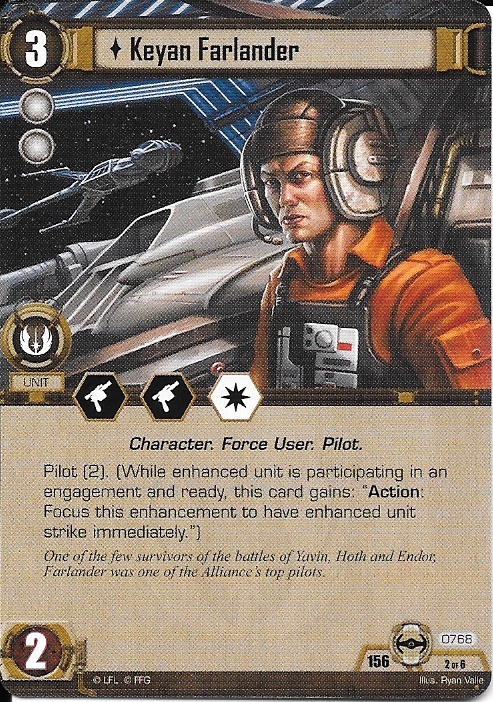 3
Keyan Farlander
UNIT
Character. Force User. Pilot.
Pilot (2). (While enhanced unit is participating in an
engagement and ready, this card gains: "Action:
Focus this enhancement to have enhanced unit
strike immediately.")
One of the few survivors of the battles of Yavin, Hoth and Endor,
Farlander was one of the Alliance's top pilots.
2
0768
156
2 OF 6
© LFL © FFG
Illus. Ryan Valle